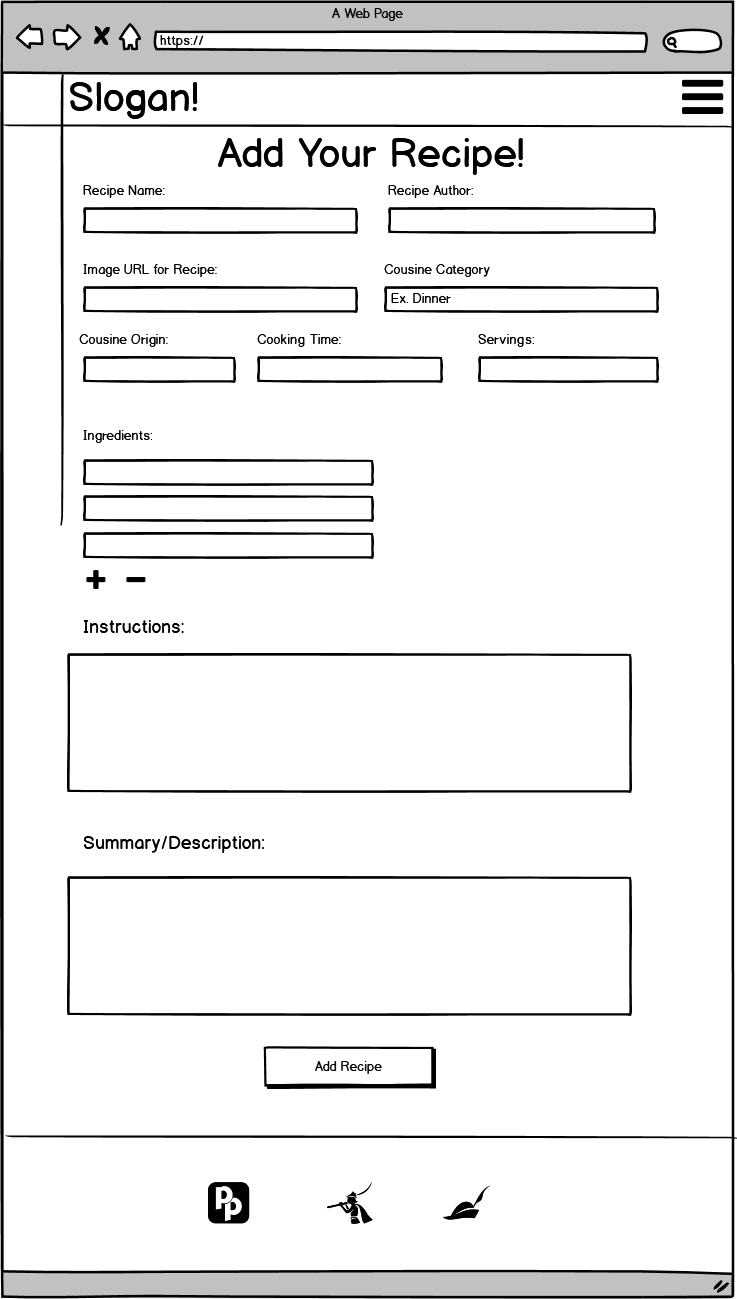 A Web Page
https://
Slogan!
Add Your Recipe!
Recipe Name: Recipe Author:
Image URL for Recipe: Cousine Category
Ex. Dinner
Cousine Origin: Cooking Time: Servings:
Ingredients:
Instructions:
Summary/Description:
Add Recipe
PP